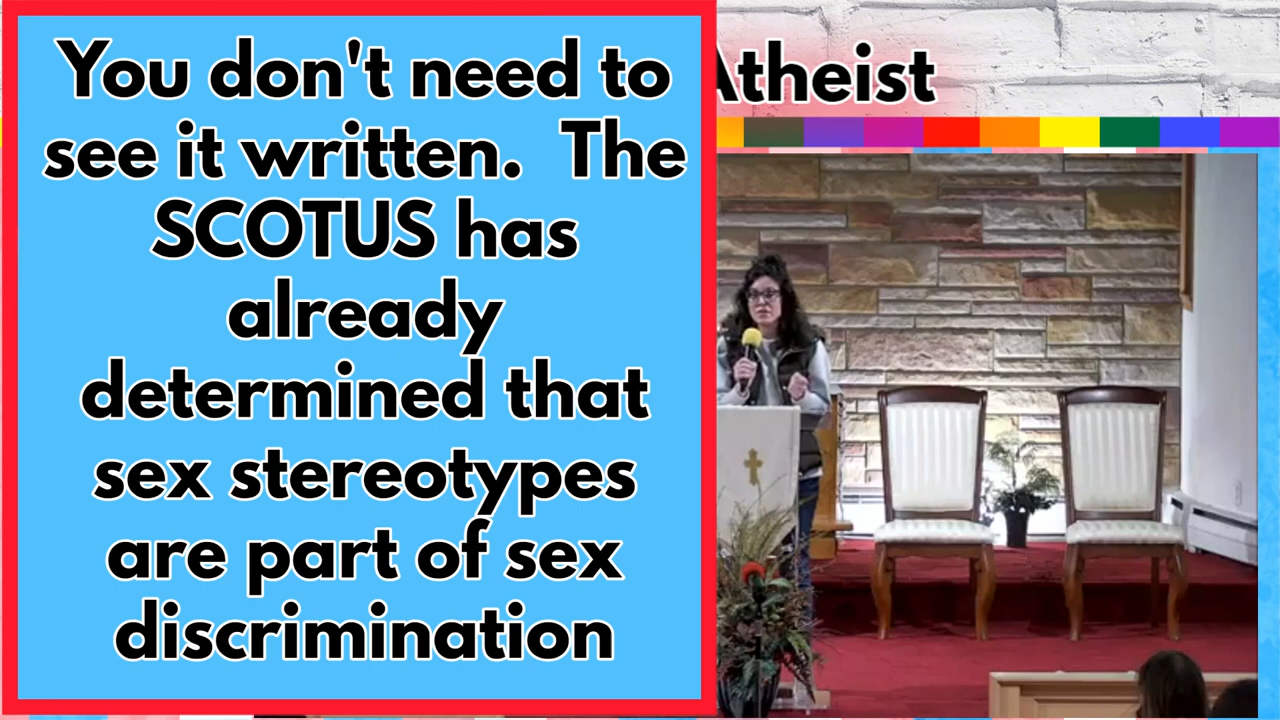 You don't need to
see it written.  The
SCOTUS has
already
determined that
sex stereotypes
are part of sex
discrimination
Atheist